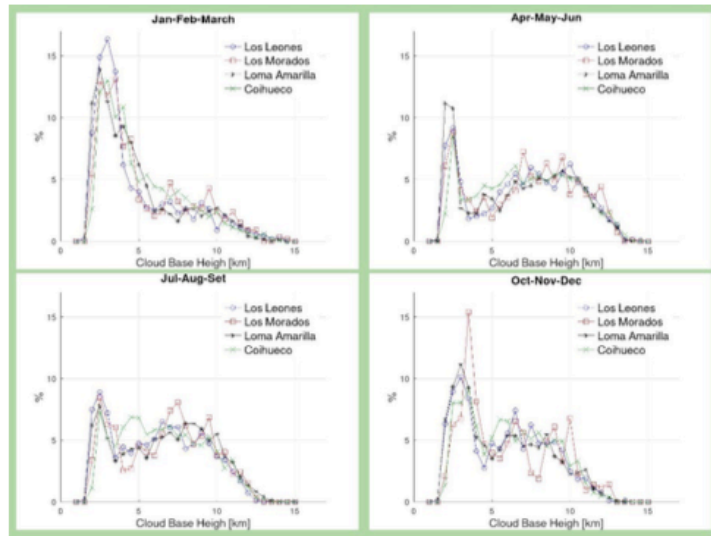 Jan-Feb-March
Los Leones
Los Morados
Loma Amarilla
Coihueco
%
15
10
5
0
0 5 10 15
Cloud Base Heigh [km]
Apr-May-Jun
Los Leones
Los Morados
Loma Amarilla
Coihueco
%
15
10
5
0
0 5 10 15
Cloud Base Heigh [km]
Jul-Aug-Set
Los Leones
Los Morados
Loma Amarilla
Coihueco
%
15
10
5
0
0 5 10 15
Cloud Base Heigh [km]
Oct-Nov-Dec
Los Leones
Los Morados
Loma Amarilla
Coihueco
%
15
10
5
0
0 5 10 15
Cloud Base Heigh [km]